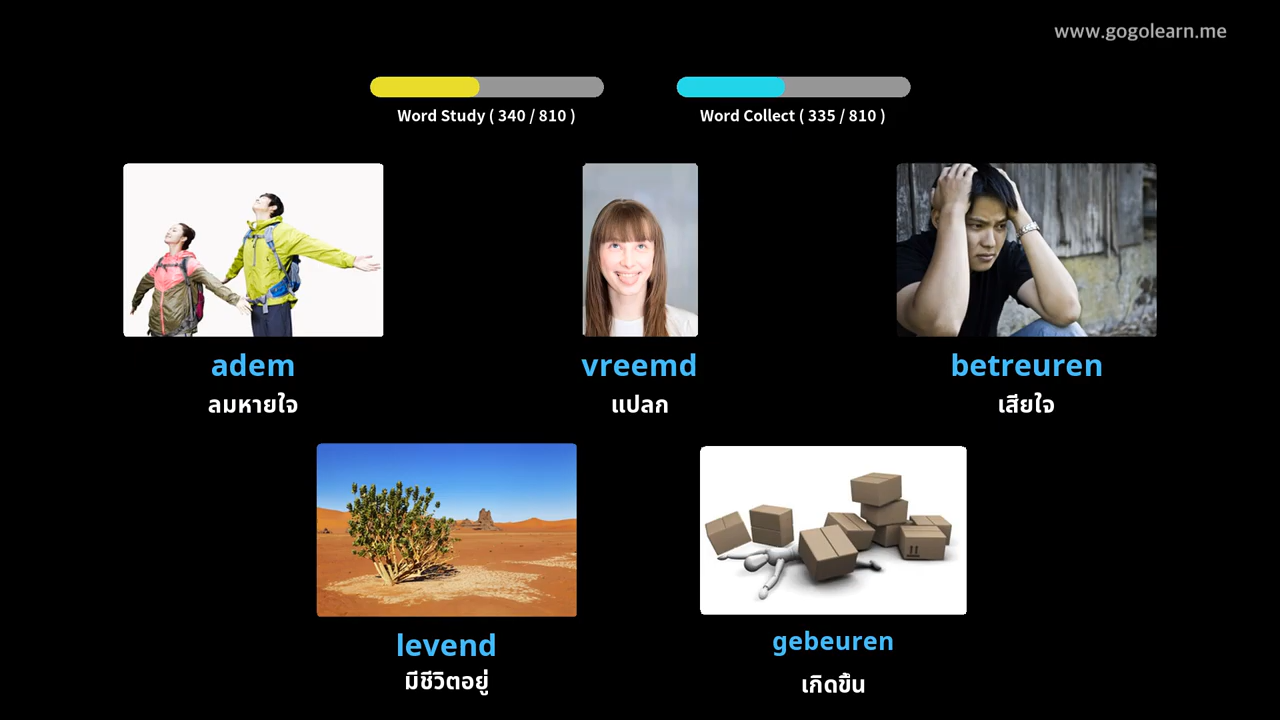 www.gogolearn.me
Word Study ( 340 / 810 )
Word Collect ( 335 / 810 )
adem
ลมหายใจ
vreemd
แปลก
betreuren
เสียใจ
levend
มีชีวิตอยู่
gebeuren
เกิดขึ้น